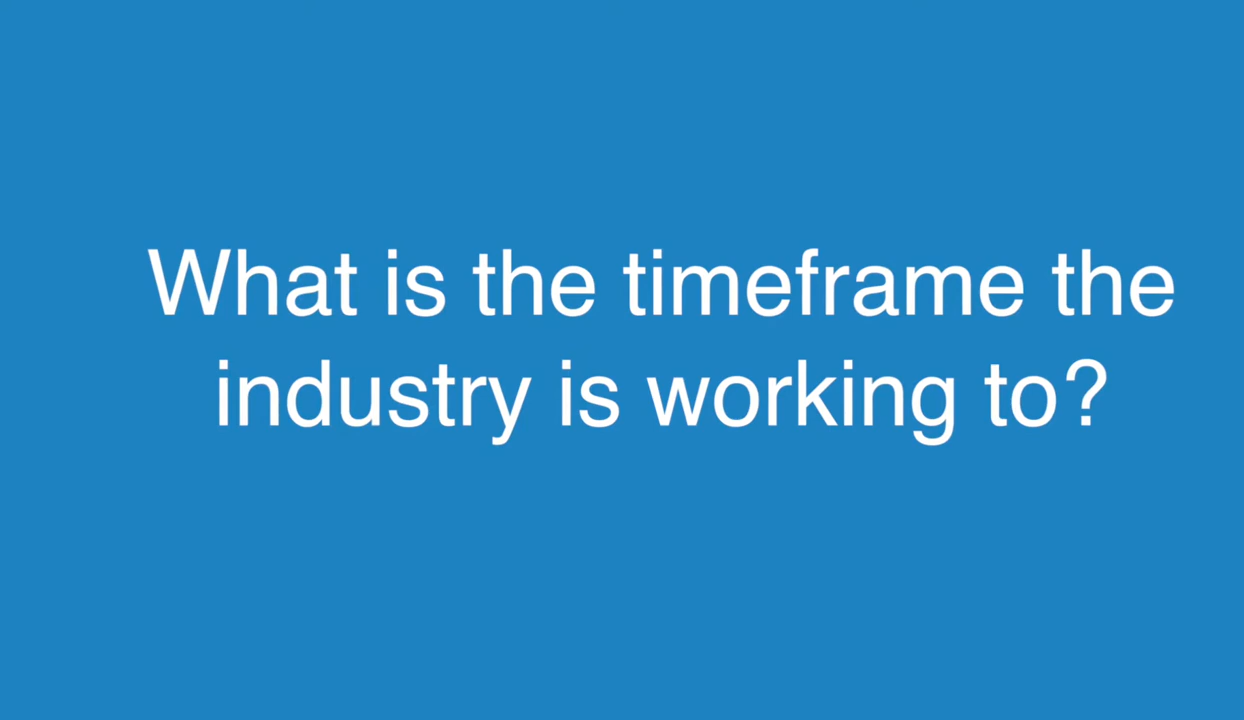 What is the timeframe the
industry is working to?